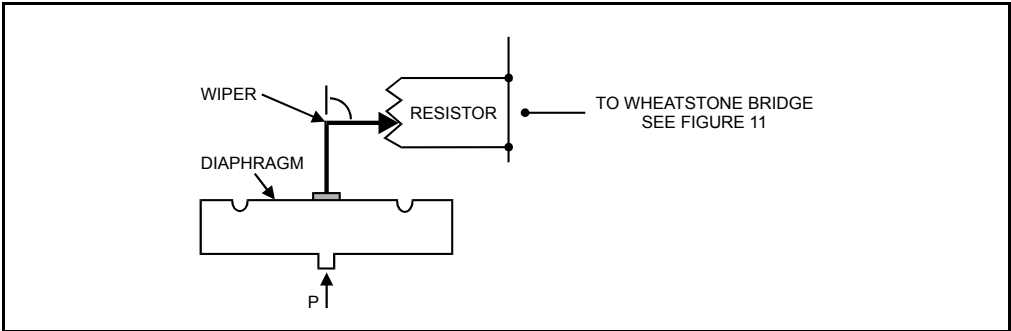 WIPER
RESISTOR
TO WHEATSTONE BRIDGE
SEE FIGURE 11
DIAPHRAGM
P